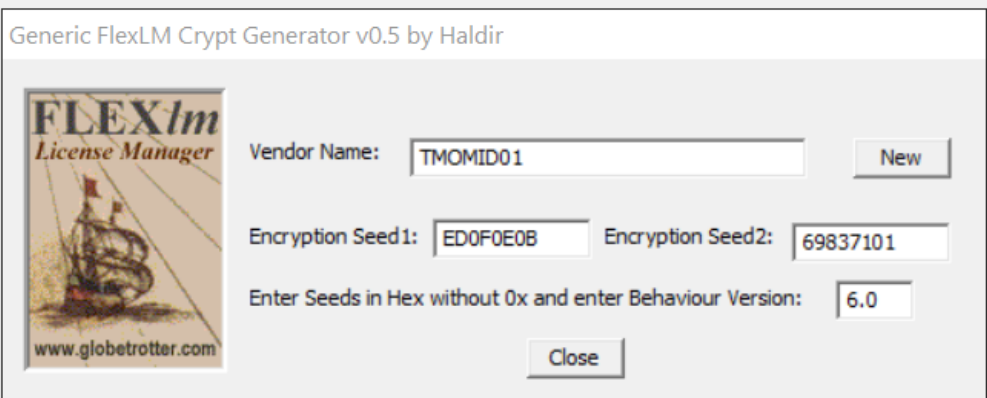 Generic FlexLM Crypt Generator v0.5 by Haldir
FLEXlm
License Manager
www.globetrotter.com
Vendor Name: TMOMID01 New
Encryption Seed1: ED0F0E0B Encryption Seed2: 69837101
Enter Seeds in Hex without 0x and enter Behaviour Version: 6.0
Close